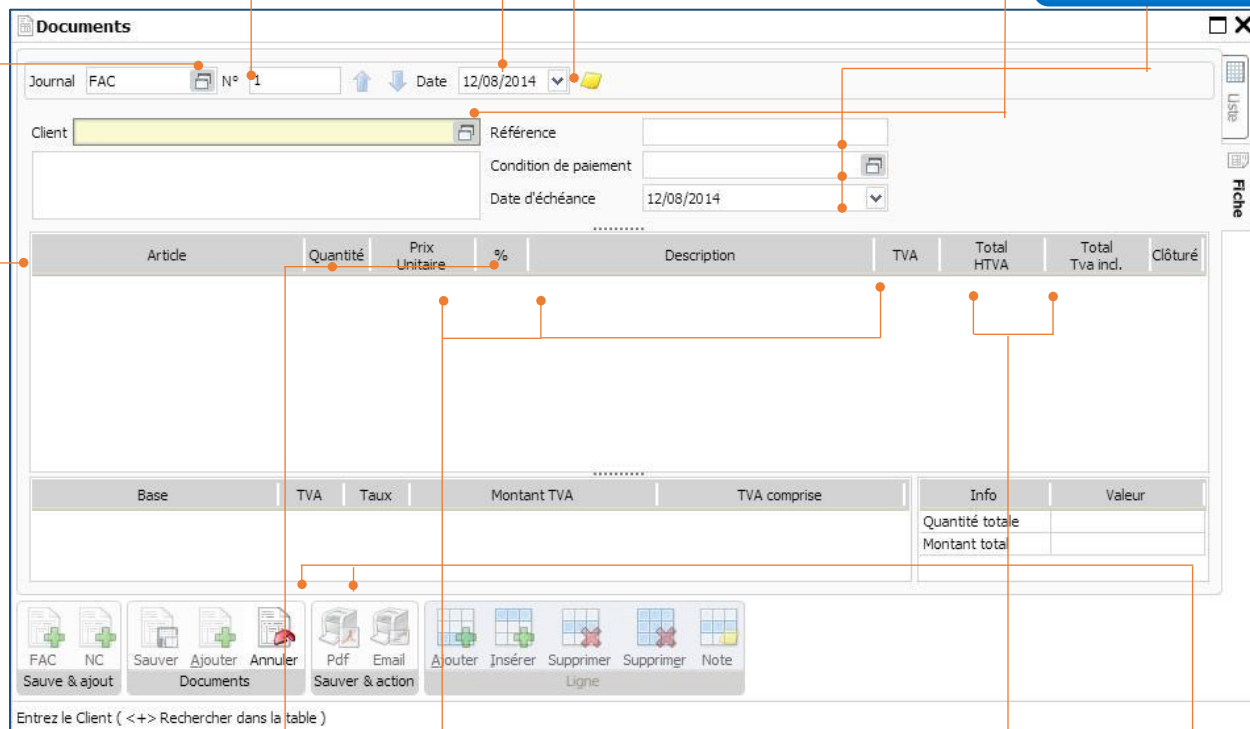 Documents
Journal FAC N° 1 Date 12/08/2014
Liste
Fiche
Client
Référence
Condition de paiement
Date d'échéance 12/08/2014
Article Quantité Prix Unitaire % Description TVA Total HTVA Total Tva incl. Clôturé
Base TVA Taux Montant TVA TVA comprise Info Valeur
Quantité totale
Montant total
FAC NC Sauver Ajouter Annuler Pdf Email Ajouter Insérer Supprimer Supprimer Note
Sauve & ajout Documents Sauver & action Ligne
Entrez le Client ( <+> Rechercher dans la table )